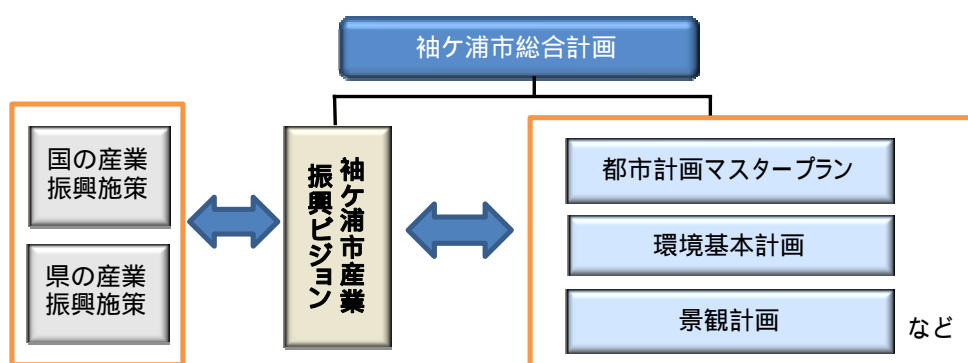 袖ケ浦市総合計画
国の産業
振興施策
県の産業
振興施策
袖ケ浦市産業
振興ビジョン
都市計画マスタープラン
環境基本計画
景観計画
など